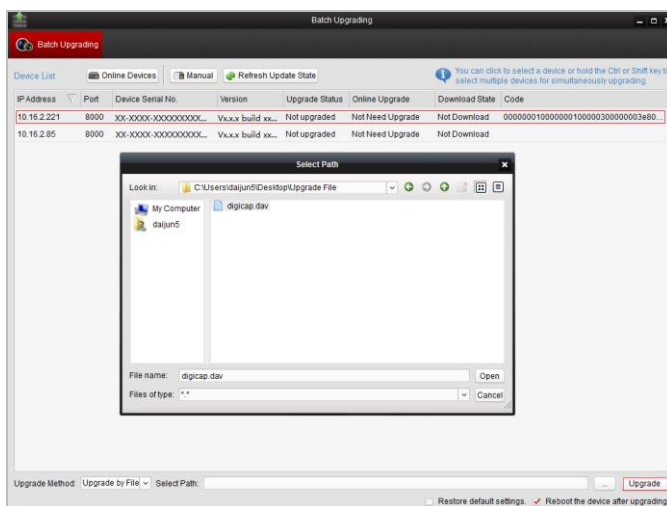 Batch Upgrading
Batch Upgrading
Device List Online Devices Manual Refresh Update State
You can click to select a device or hold the Ctrl or Shift key to
select multiple devices for simultaneously upgrading.
IP Address Port Device Serial No. Version Upgrade Status Online Upgrade Download State Code
10.16.2.221 8000 XX-XXXX-XXXXXXXXX... Vx.x.x build xx... Not upgraded Not Need Upgrade Not Download
10.16.2.85 8000 XX-XXXX-XXXXXXXXX... Vx.x.x build xx... Not upgraded Not Need Upgrade Not Download
Select Path
Look in: C:\Users\daijun5\Desktop\Upgrade File
My Computer
daijun5
digicap.dav
File name: digicap.dav Open
Files of type: *.* Cancel
Upgrade Method: Upgrade by File Select Path: ... Upgrade
Restore default settings. Reboot the device after upgrading